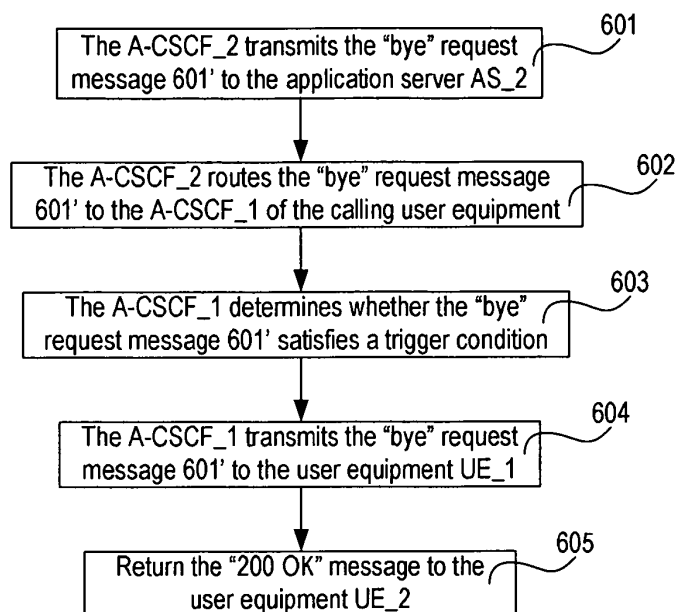 The A-CSCF_2 transmits the "bye" request
message 601' to the application server AS_2
601
The A-CSCF_2 routes the "bye" request message
601' to the A-CSCF_1 of the calling user equipment
602
The A-CSCF_1 determines whether the "bye"
request message 601' satisfies a trigger condition
603
The A-CSCF_1 transmits the "bye" request
message 601' to the user equipment UE_1
604
Return the "200 OK" message to the
user equipment UE_2
605